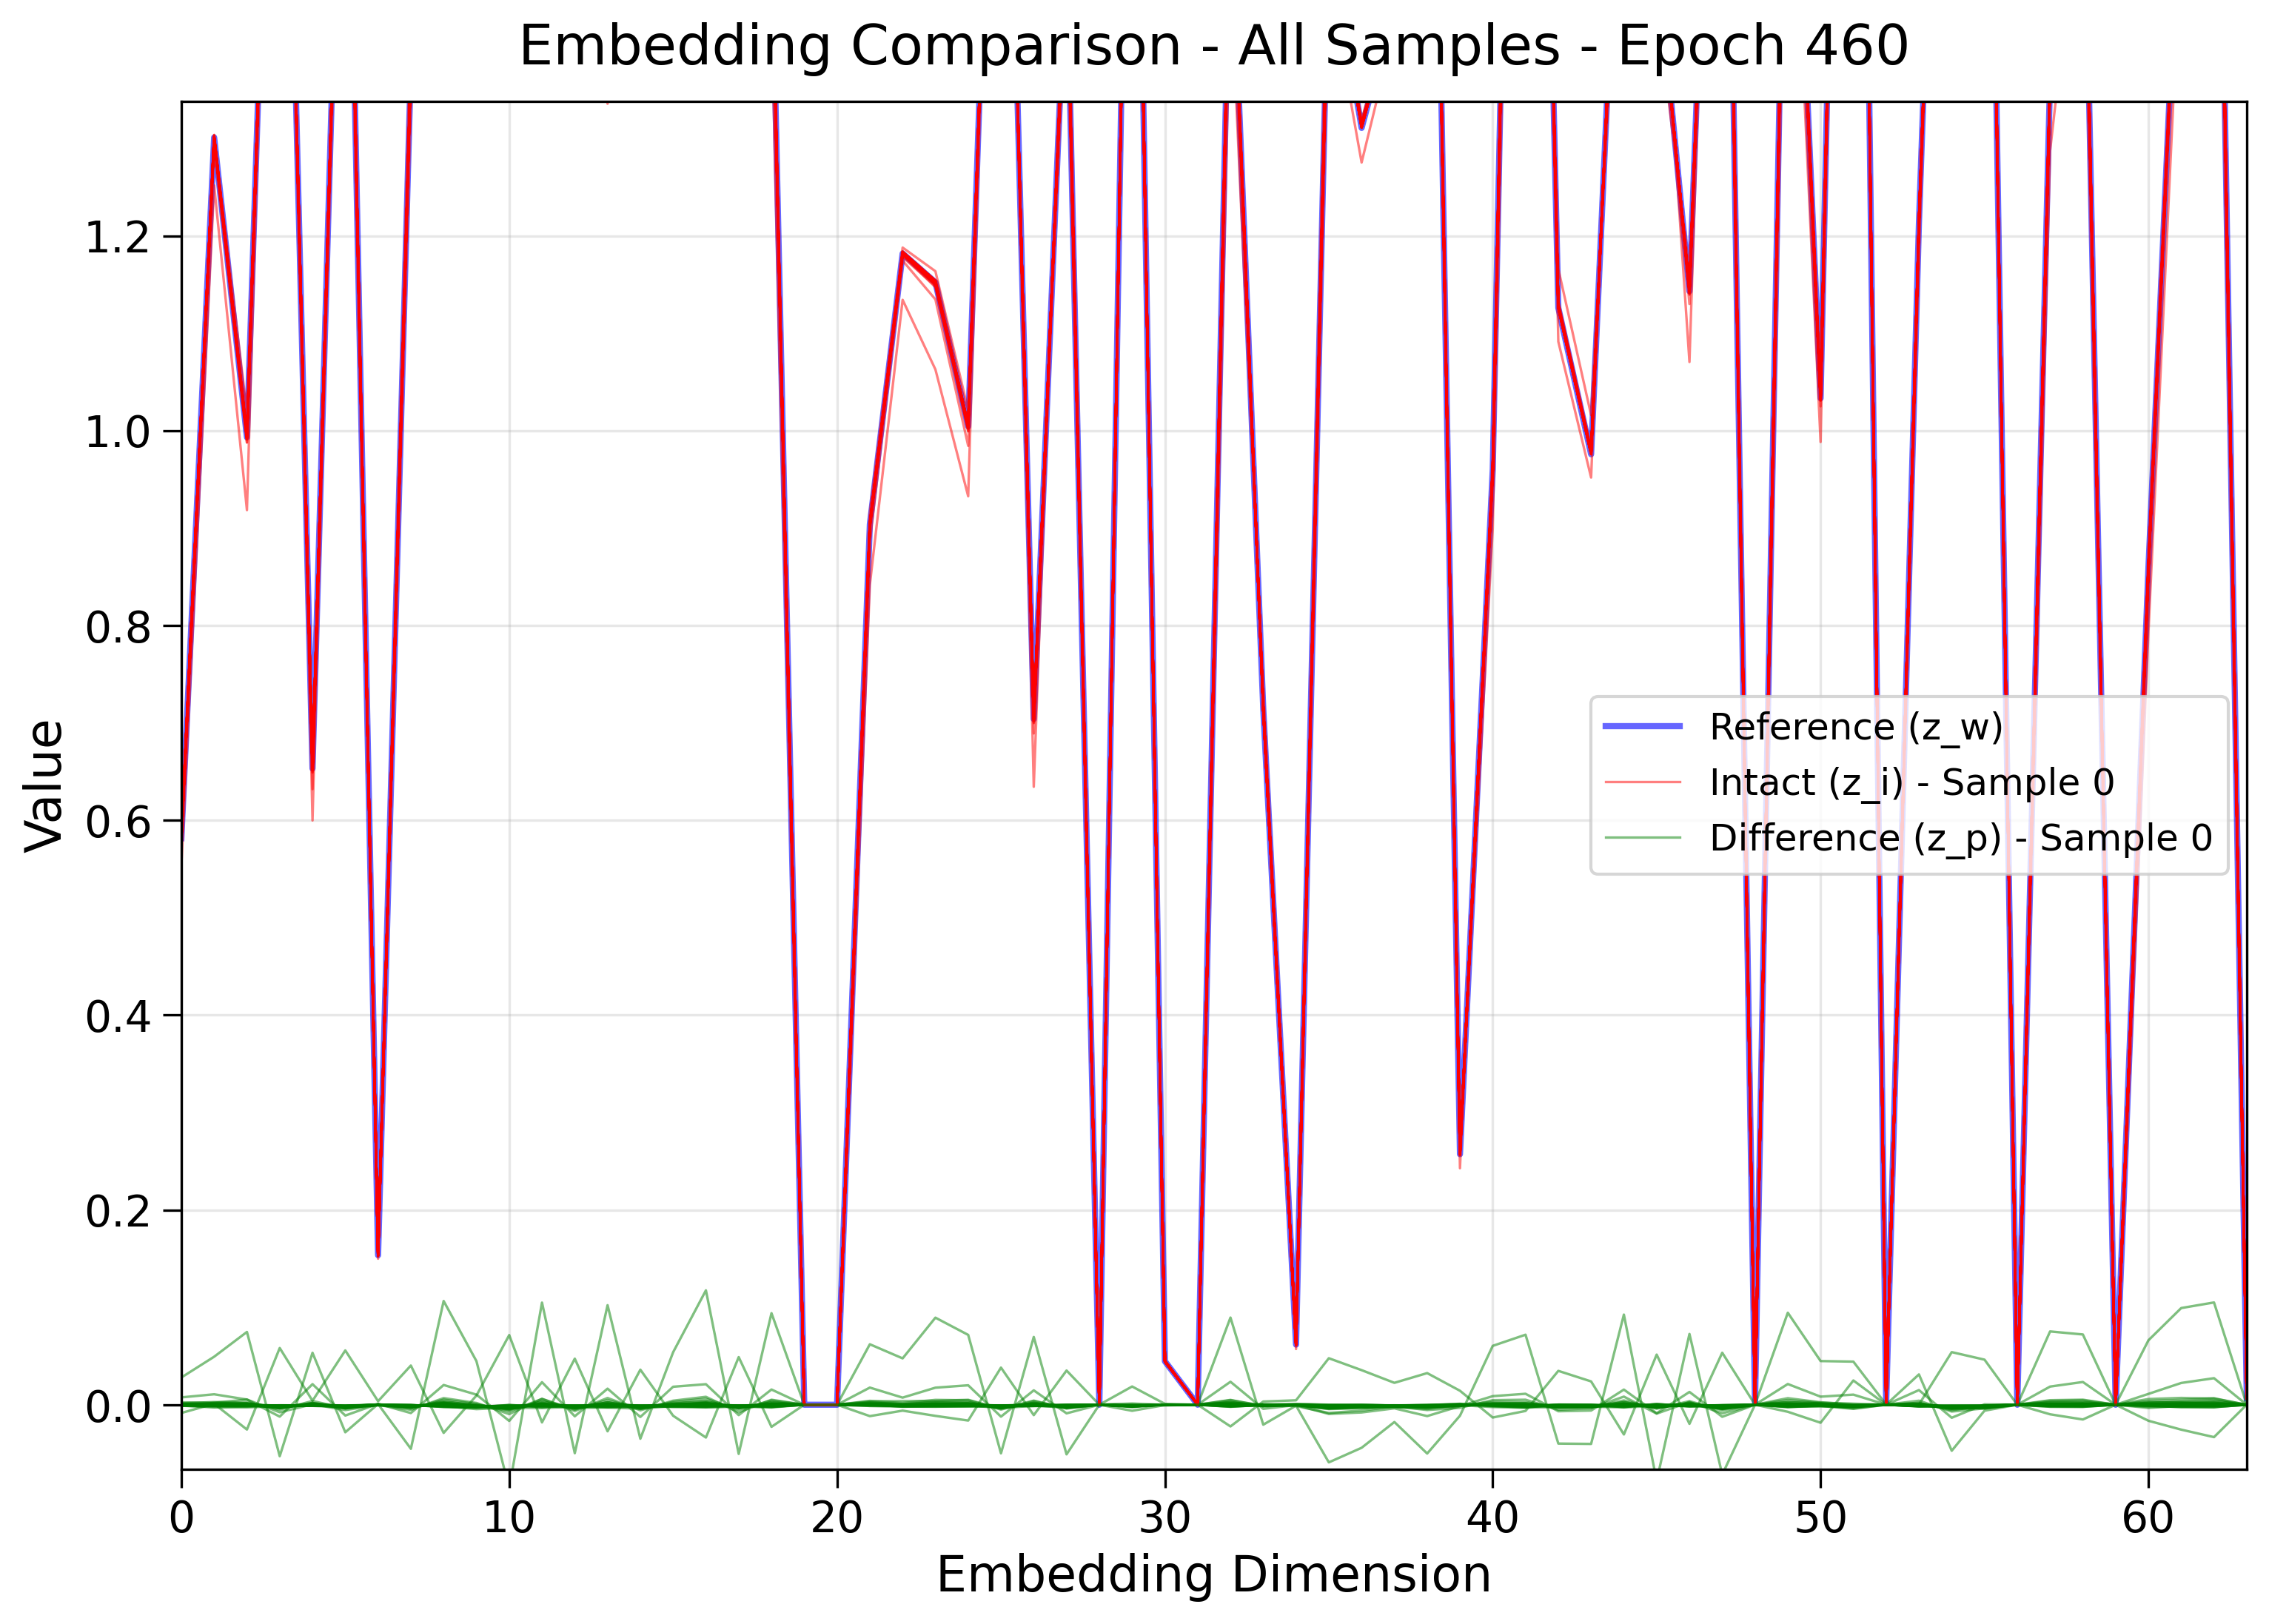 Embedding Comparison - All Samples - Epoch 460
Value
1.2
1.0
0.8
0.6
0.4
0.2
0.0
Reference (z_w)
Intact (z_i) - Sample 0
Difference (z_p) - Sample 0
0 10 20 30 40 50 60
Embedding Dimension